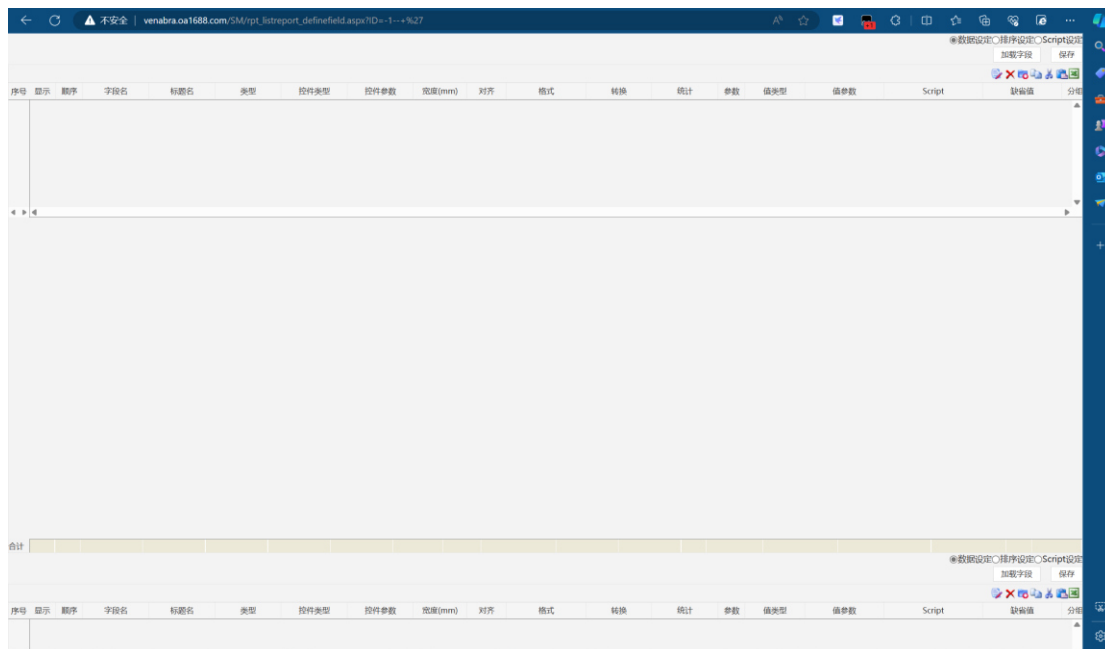 不安全 venabra.oa1688.com/SM/rpt_listreport_definefield.aspx?ID=-1--+%27
数据设定 排序设定 Script设定
加载字段 保存
序号 显示 顺序 字段名 标题名 类型 控件类型 控件参数 宽度(mm) 对齐 格式 转换 统计 参数 值类型 值参数 Script 缺省值 分组
合计
数据设定 排序设定 Script设定
加载字段 保存
序号 显示 顺序 字段名 标题名 类型 控件类型 控件参数 宽度(mm) 对齐 格式 转换 统计 参数 值类型 值参数 Script 缺省值 分组